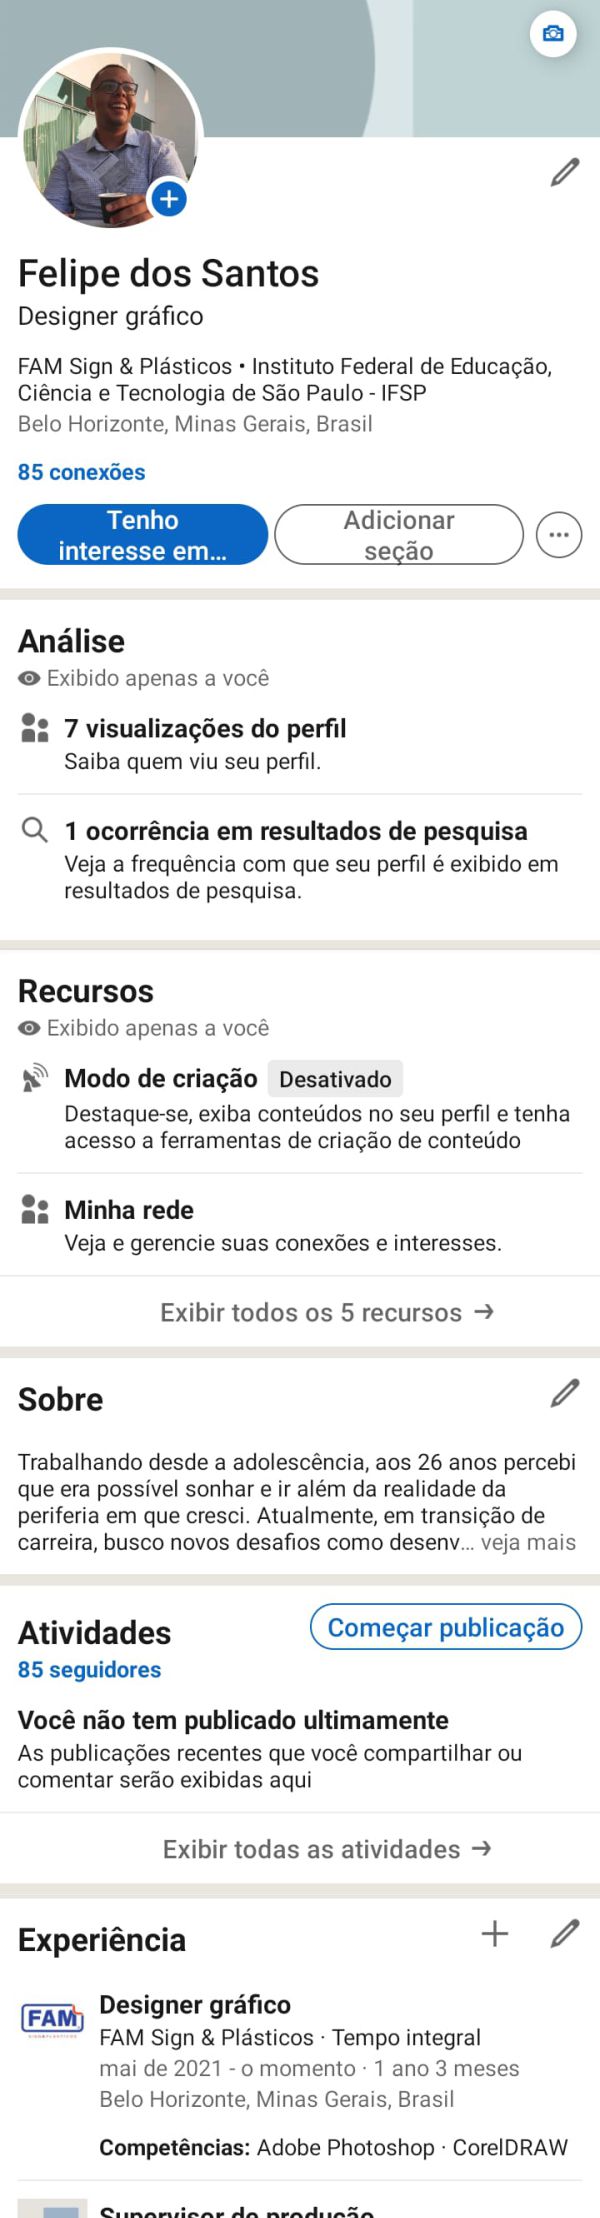 Felipe dos Santos
Designer gráfico
FAM Sign & Plásticos • Instituto Federal de Educação,
Ciência e Tecnologia de São Paulo - IFSP
Belo Horizonte, Minas Gerais, Brasil
85 conexões
Tenho
interesse em...
Adicionar
seção
Análise
Exibido apenas a você
7 visualizações do perfil
Saiba quem viu seu perfil.
1 ocorrência em resultados de pesquisa
Veja a frequência com que seu perfil é exibido em
resultados de pesquisa.
Recursos
Exibido apenas a você
Modo de criação Desativado
Destaque-se, exiba conteúdos no seu perfil e tenha
acesso a ferramentas de criação de conteúdo
Minha rede
Veja e gerencie suas conexões e interesses.
Exibir todos os 5 recursos →
Sobre
Trabalhando desde a adolescência, aos 26 anos percebi
que era possível sonhar e ir além da realidade da
periferia em que cresci. Atualmente, em transição de
carreira, busco novos desafios como desenv... veja mais
Atividades Começar publicação
85 seguidores
Você não tem publicado ultimamente
As publicações recentes que você compartilhar ou
comentar serão exibidas aqui
Exibir todas as atividades →
Experiência
FAM
Designer gráfico
FAM Sign & Plásticos · Tempo integral
mai de 2021 - o momento · 1 ano 3 meses
Belo Horizonte, Minas Gerais, Brasil
Competências: Adobe Photoshop · CorelDRAW
Supervisor de produção